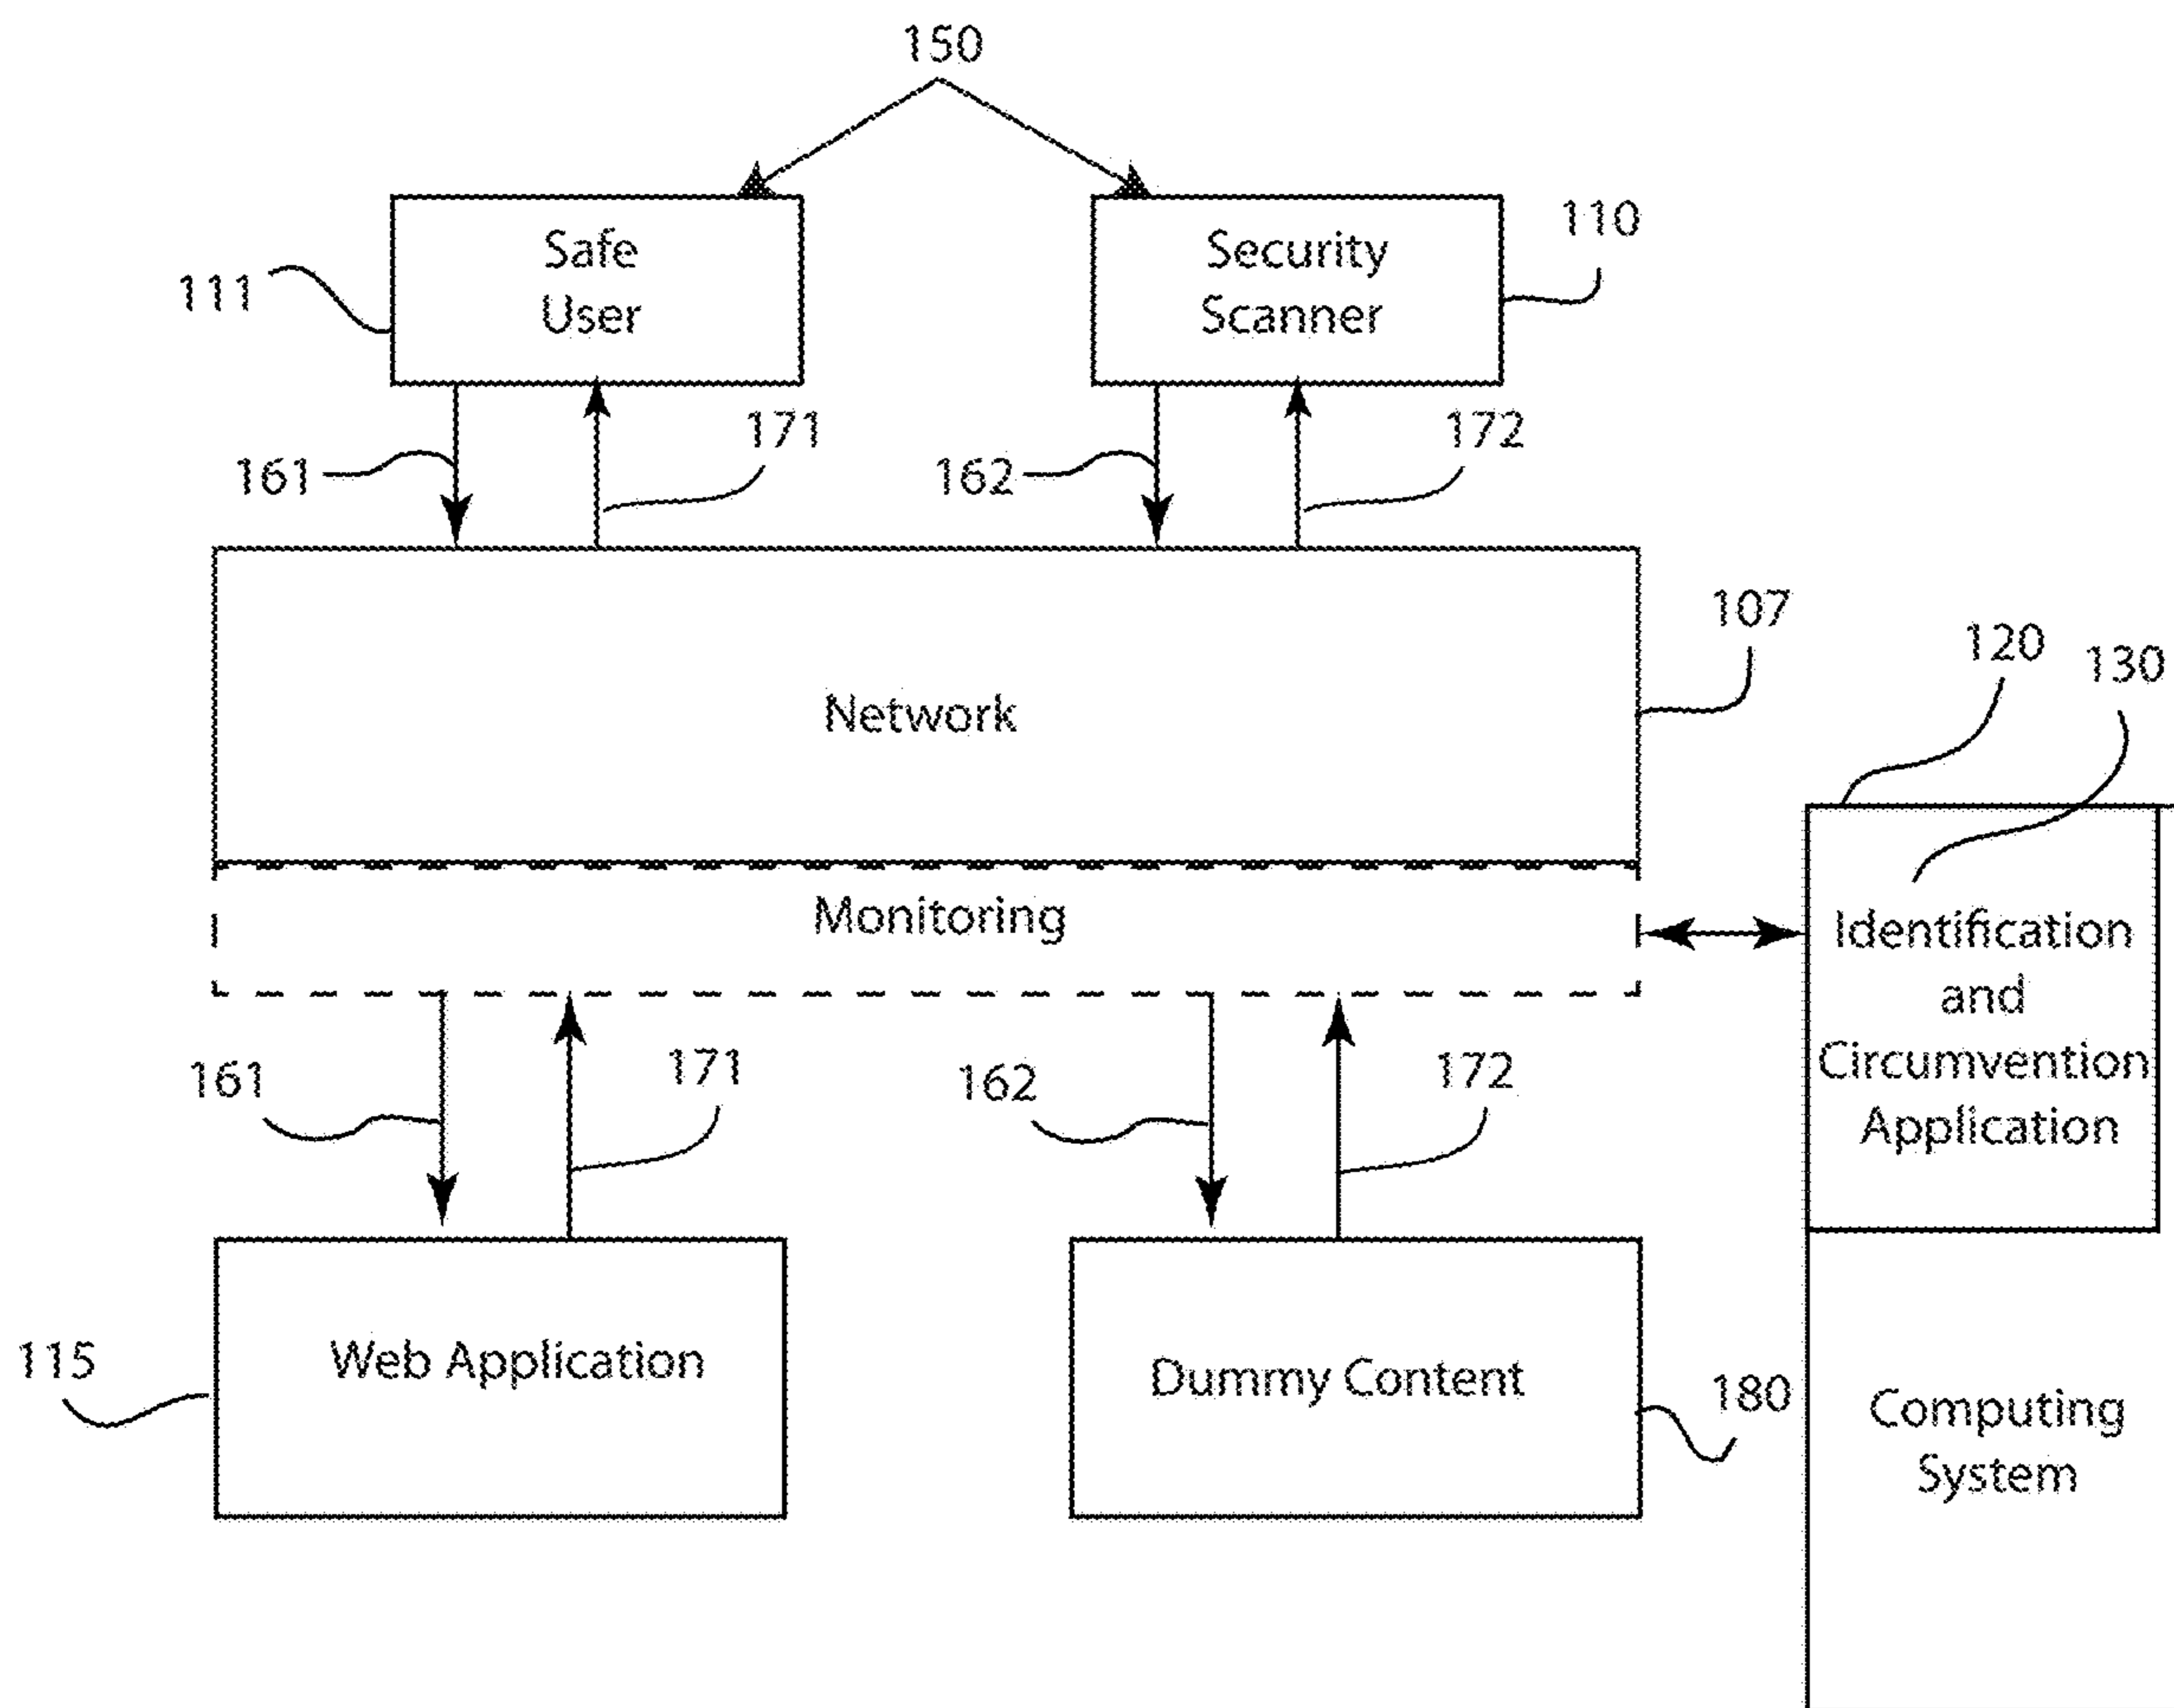 150
Safe
User
Security
Scanner
110
111
171
172
161
162
107
Network
120
130
Monitoring
Identification
and
Circumvention
Application
161
171
162
172
115
Web Application
Dummy Content
180
Computing
System